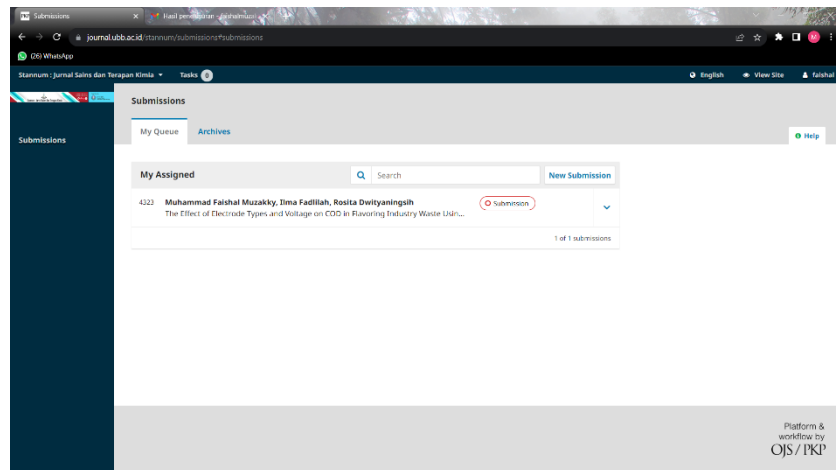 Submissions
Hasil penelusuran - faishalmuza
journal.ubb.ac.id/stannum/submissions#submissions
M
(26) WhatsApp
Stannum : Jurnal Sains dan Terapan Kimia
Tasks 0
English
View Site
faishal
Submissions
Submissions
My Queue
Archives
Help
My Assigned
Search
New Submission
4323 Muhammad Faishal Muzakky, Ilma Fadlilah, Rosita Dwityaningsih
Submission
The Effect of Electrode Types and Voltage on COD in Flavoring Industry Waste Usin...
1 of 1 submissions
Platform &
workflow by
OJS / PKP